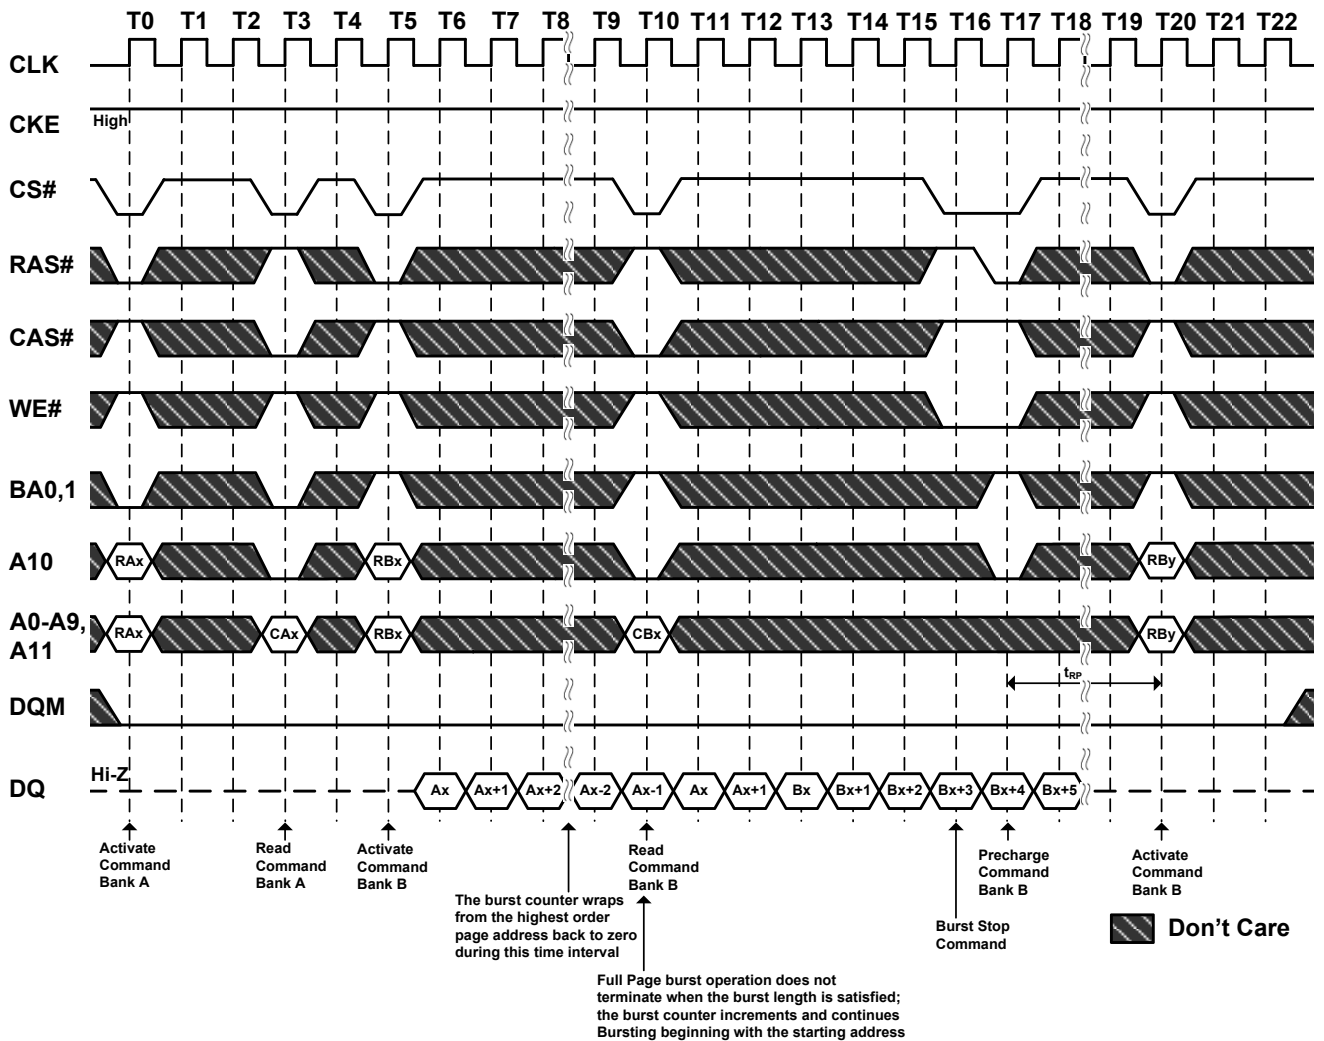 T0 T1 T2 T3 T4 T5 T6 T7 T8 T9 T10 T11 T12 T13 T14 T15 T16 T17 T18 T19 T20 T21 T22
CLK
CKE
High
CS#
RAS#
CAS#
WE#
BA0,1
A10
RAx RBx RBy
A0-A9,
A11
RAx CAx RBx CBx RBy
tRP
DQM
Hi-Z
DQ
Ax Ax+1 Ax+2 Ax-2 Ax-1 Ax Ax+1 Bx Bx+1 Bx+2 Bx+3 Bx+4 Bx+5
Activate
Command
Bank A
Read
Command
Bank A
Activate
Command
Bank B
The burst counter wraps
from the highest order
page address back to zero
during this time interval
Read
Command
Bank B
Full Page burst operation does not
terminate when the burst length is satisfied;
the burst counter increments and continues
Bursting beginning with the starting address
Burst Stop
Command
Precharge
Command
Bank B
Activate
Command
Bank B
Don't Care